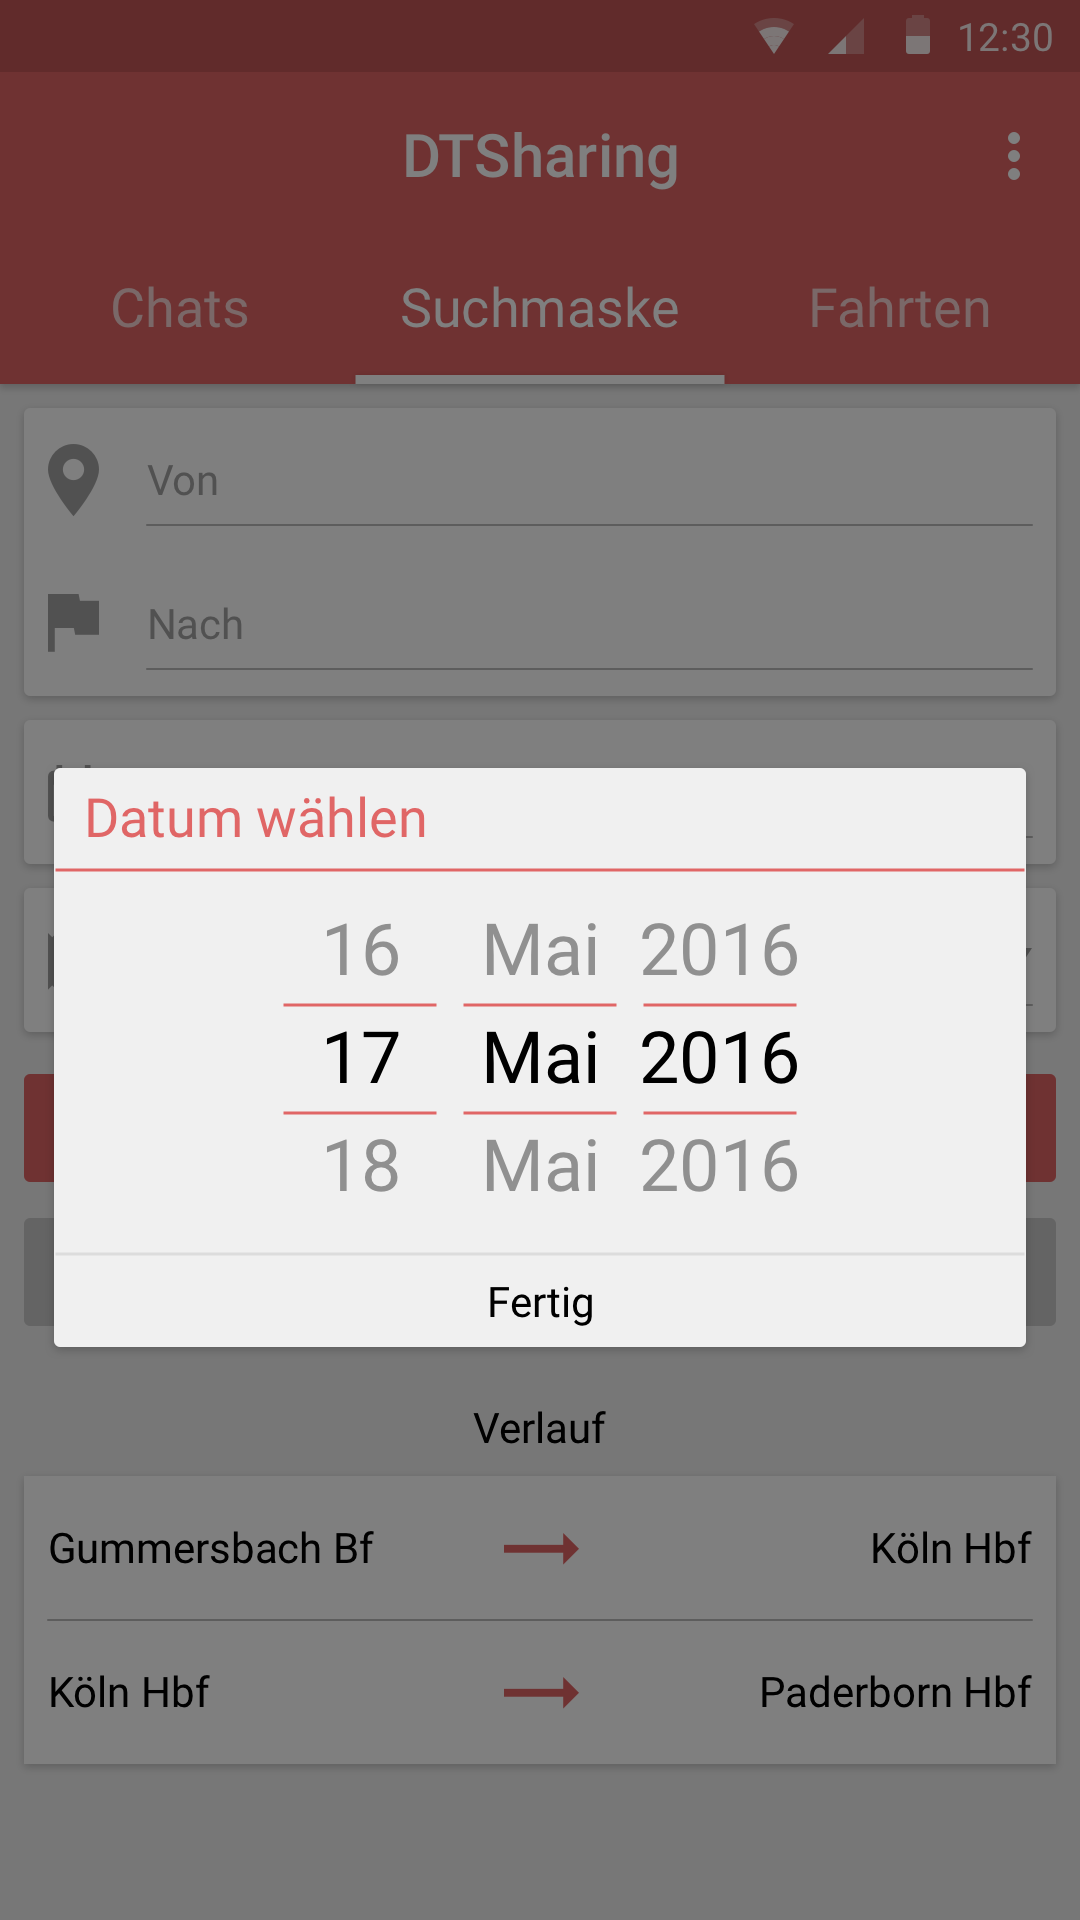 12:30
DTSharing
Chats Suchmaske Fahrten
Von
Nach
Datum wählen
16 Mai 2016
17 Mai 2016
18 Mai 2016
Fertig
Verlauf
Gummersbach Bf Köln Hbf
Köln Hbf Paderborn Hbf